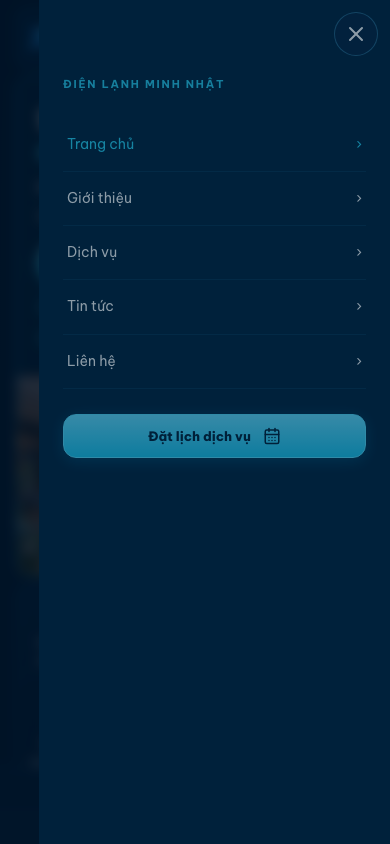 ĐIỆN LẠNH MINH NHẬT
Trang chủ
Giới thiệu
Dịch vụ
Tin tức
Liên hệ
Đặt lịch dịch vụ